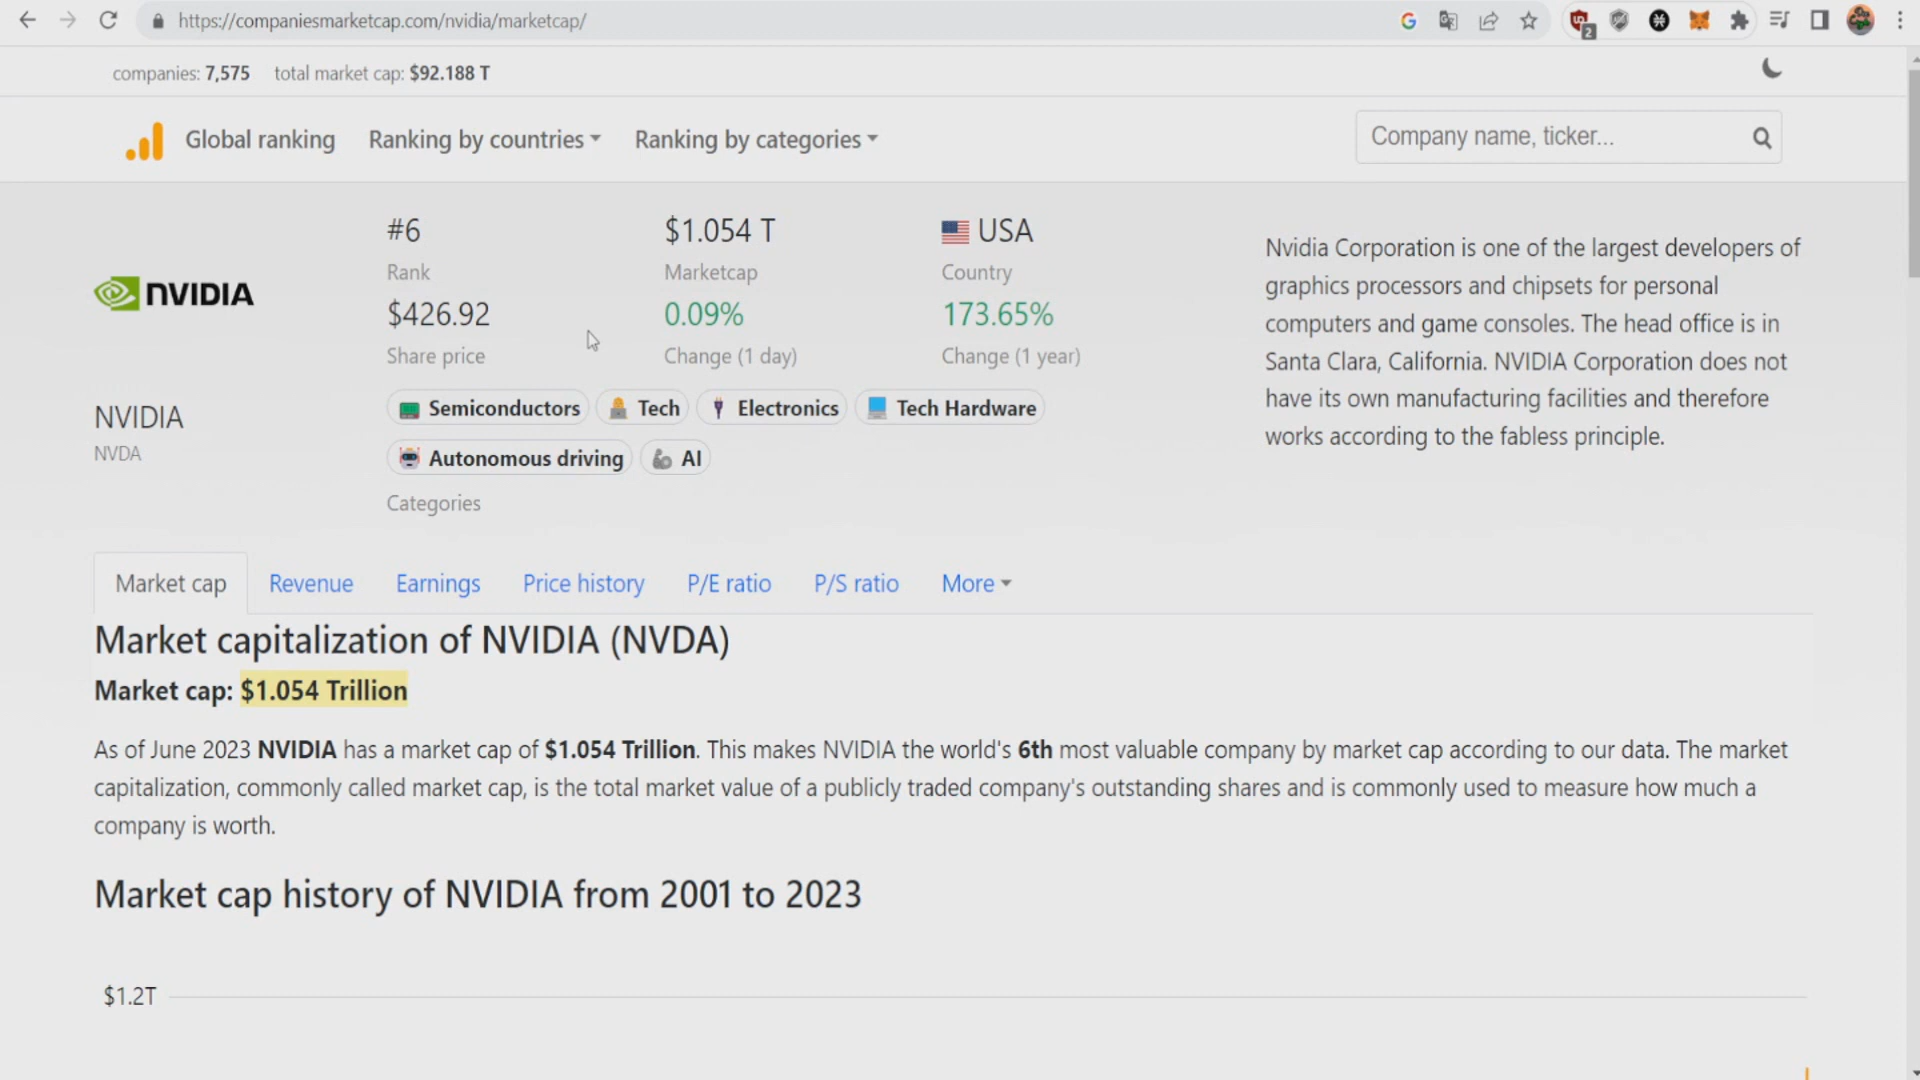 https://companiesmarketcap.com/nvidia/marketcap/
2
companies: 7,575 total market cap: $92.188 T
Global ranking Ranking by countries Ranking by categories Company name, ticker...
NVIDIA
NVIDIA
NVDA
#6 $1.054 T USA
Rank Marketcap Country
$426.92 0.09% 173.65%
Share price Change (1 day) Change (1 year)
Semiconductors Tech Electronics Tech Hardware
Autonomous driving AI
Categories
Nvidia Corporation is one of the largest developers of
graphics processors and chipsets for personal
computers and game consoles. The head office is in
Santa Clara, California. NVIDIA Corporation does not
have its own manufacturing facilities and therefore
works according to the fabless principle.
Market cap Revenue Earnings Price history P/E ratio P/S ratio More
Market capitalization of NVIDIA (NVDA)
Market cap: $1.054 Trillion
As of June 2023 NVIDIA has a market cap of $1.054 Trillion. This makes NVIDIA the world's 6th most valuable company by market cap according to our data. The market
capitalization, commonly called market cap, is the total market value of a publicly traded company's outstanding shares and is commonly used to measure how much a
company is worth.
Market cap history of NVIDIA from 2001 to 2023
$1.2T